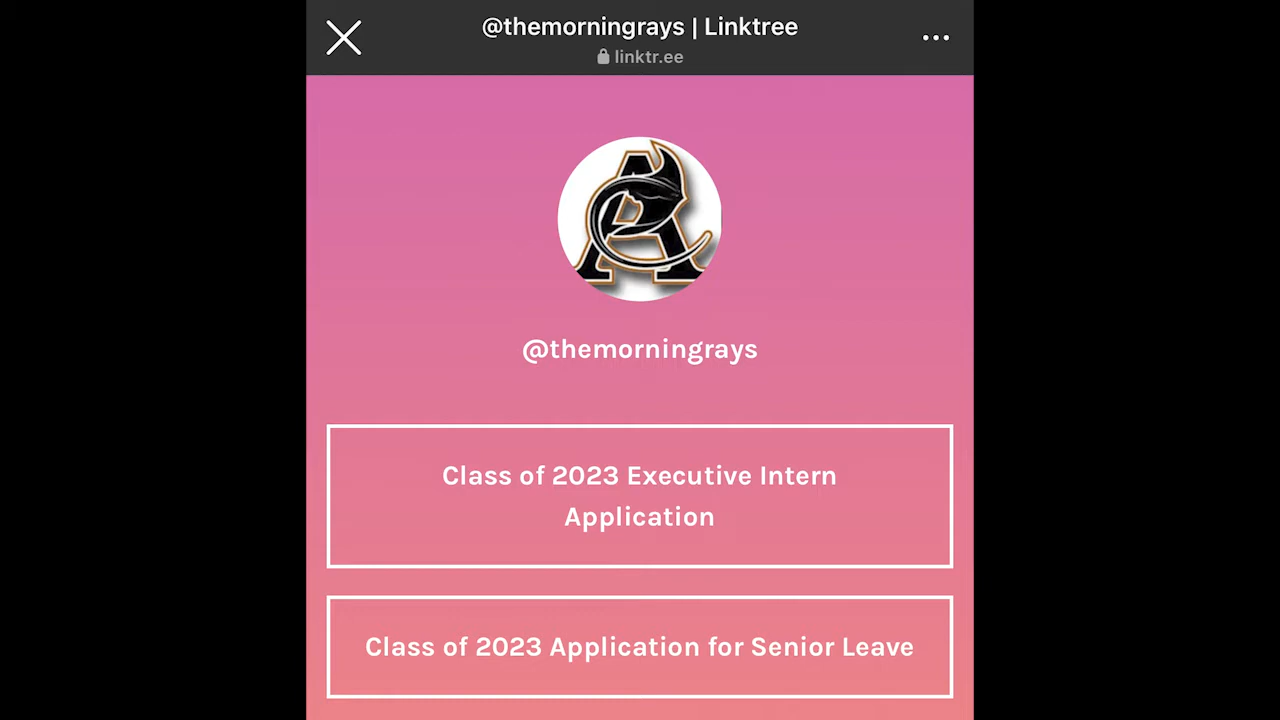 @themorningrays | Linktree
linktr.ee
A
@themorningrays
Class of 2023 Executive Intern
Application
Class of 2023 Application for Senior Leave